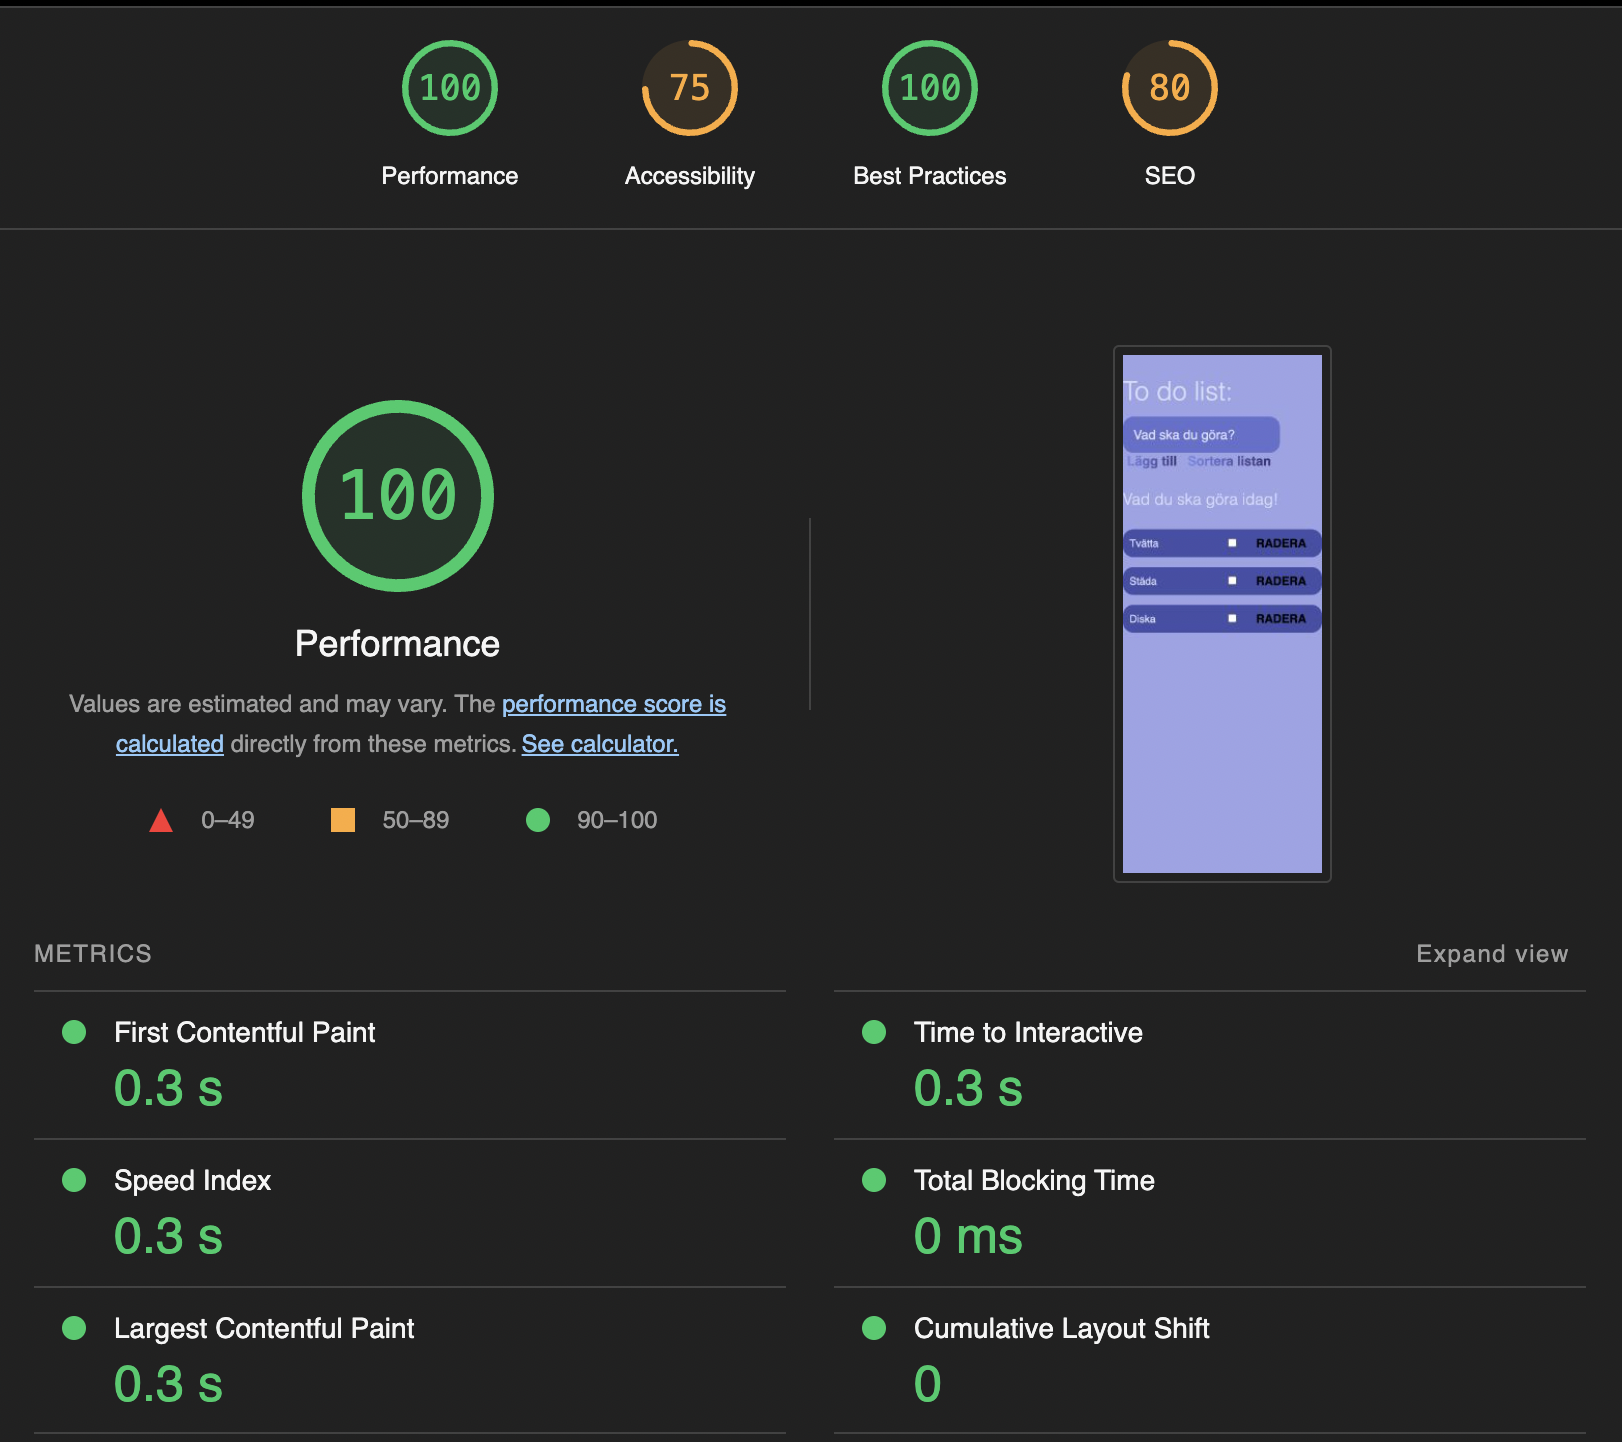 100
75
100
80
Performance
Accessibility
Best Practices
SEO
100
Performance
Values are estimated and may vary. The performance score is
calculated directly from these metrics. See calculator.
0–49
50–89
90–100
To do list:
Vad ska du göra?
Lägg till Sortera listan
Vad du ska göra idag!
Tvätta RADERA
Städa RADERA
Diska RADERA
METRICS
Expand view
First Contentful Paint
0.3 s
Time to Interactive
0.3 s
Speed Index
0.3 s
Total Blocking Time
0 ms
Largest Contentful Paint
0.3 s
Cumulative Layout Shift
0